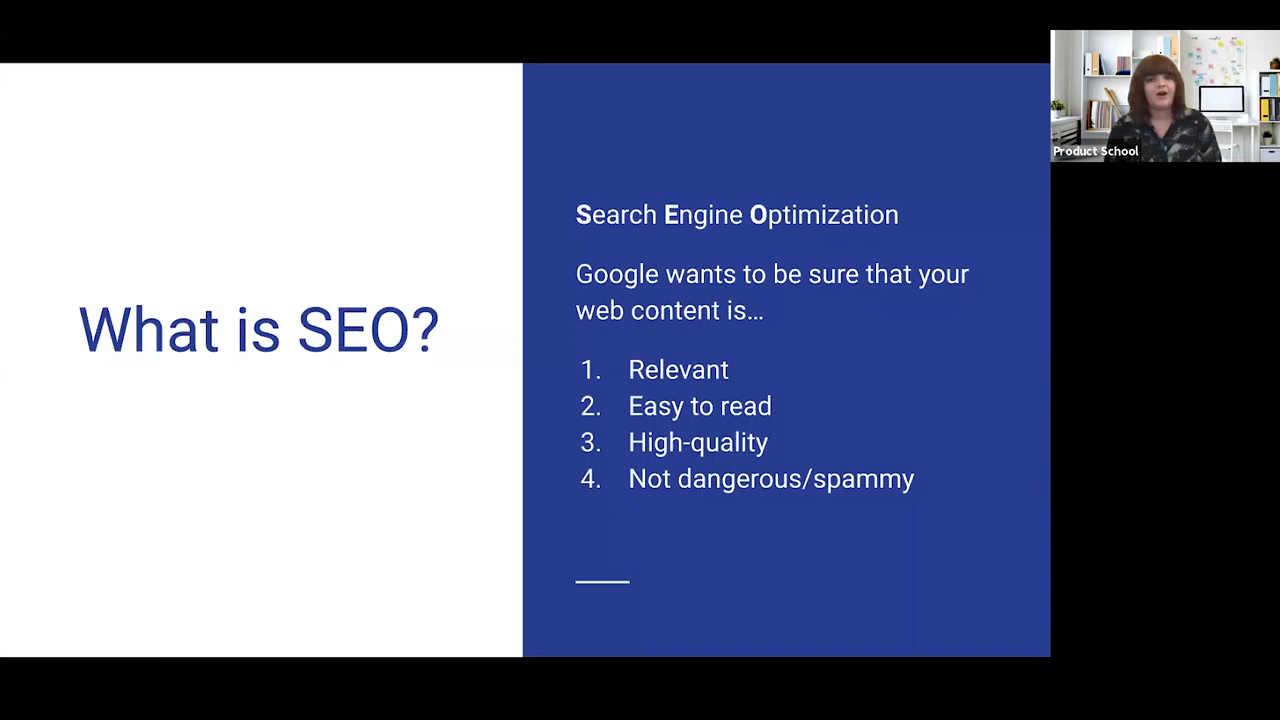 What is SEO?
Search Engine Optimization
Google wants to be sure that your
web content is…
1. Relevant
2. Easy to read
3. High-quality
4. Not dangerous/spammy
Product School